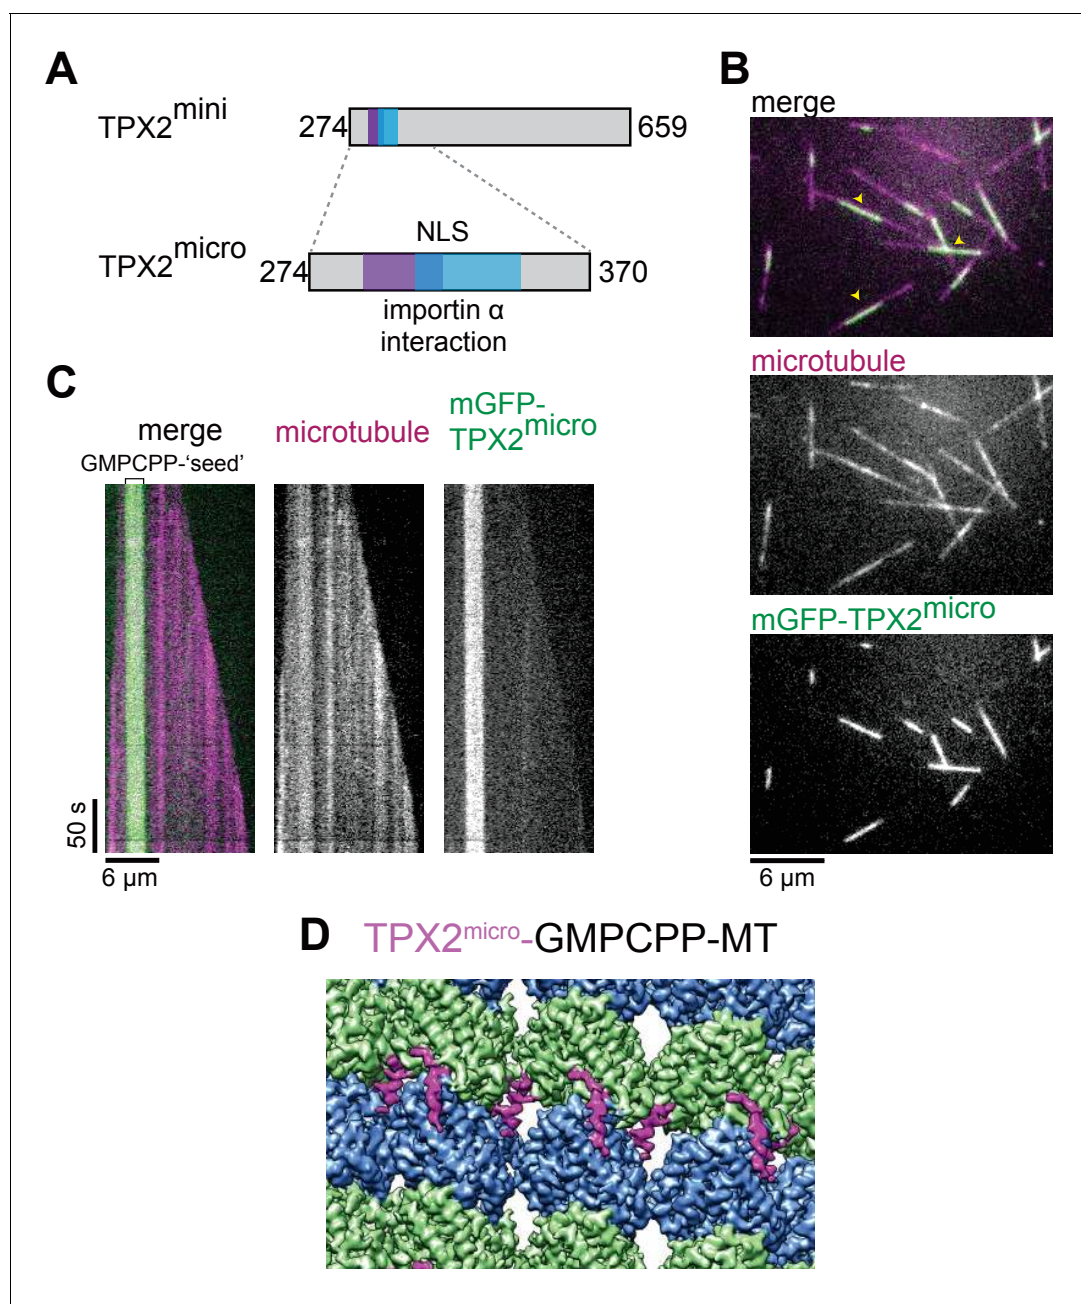 A
TPX2mini
274
659
NLS
TPX2micro
274
370
importin α
interaction
B
merge
microtubule
mGFP-TPX2micro
6 µm
C
merge
GMPCPP-‘seed’
microtubule
mGFP-
TPX2micro
50 s
6 µm
D
TPX2micro-GMPCPP-MT